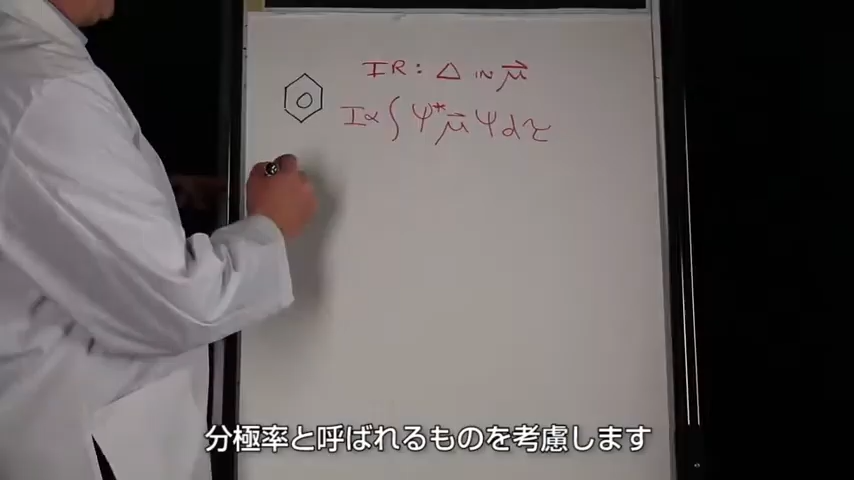 IR: Δ IN μ⃗
I∝ ∫ ψ* μ⃗ ψ dτ
分極率と呼ばれるものを考慮します